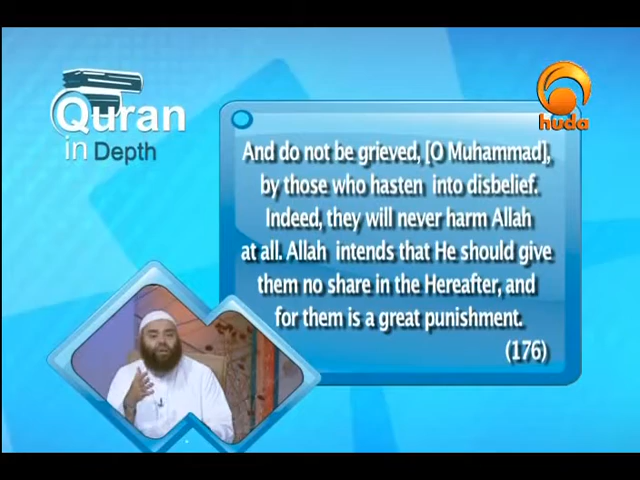 Quran
in Depth
huda
And do not be grieved, [O Muhammad],
by those who hasten into disbelief.
Indeed, they will never harm Allah
at all. Allah intends that He should give
them no share in the Hereafter, and
for them is a great punishment.
(176)